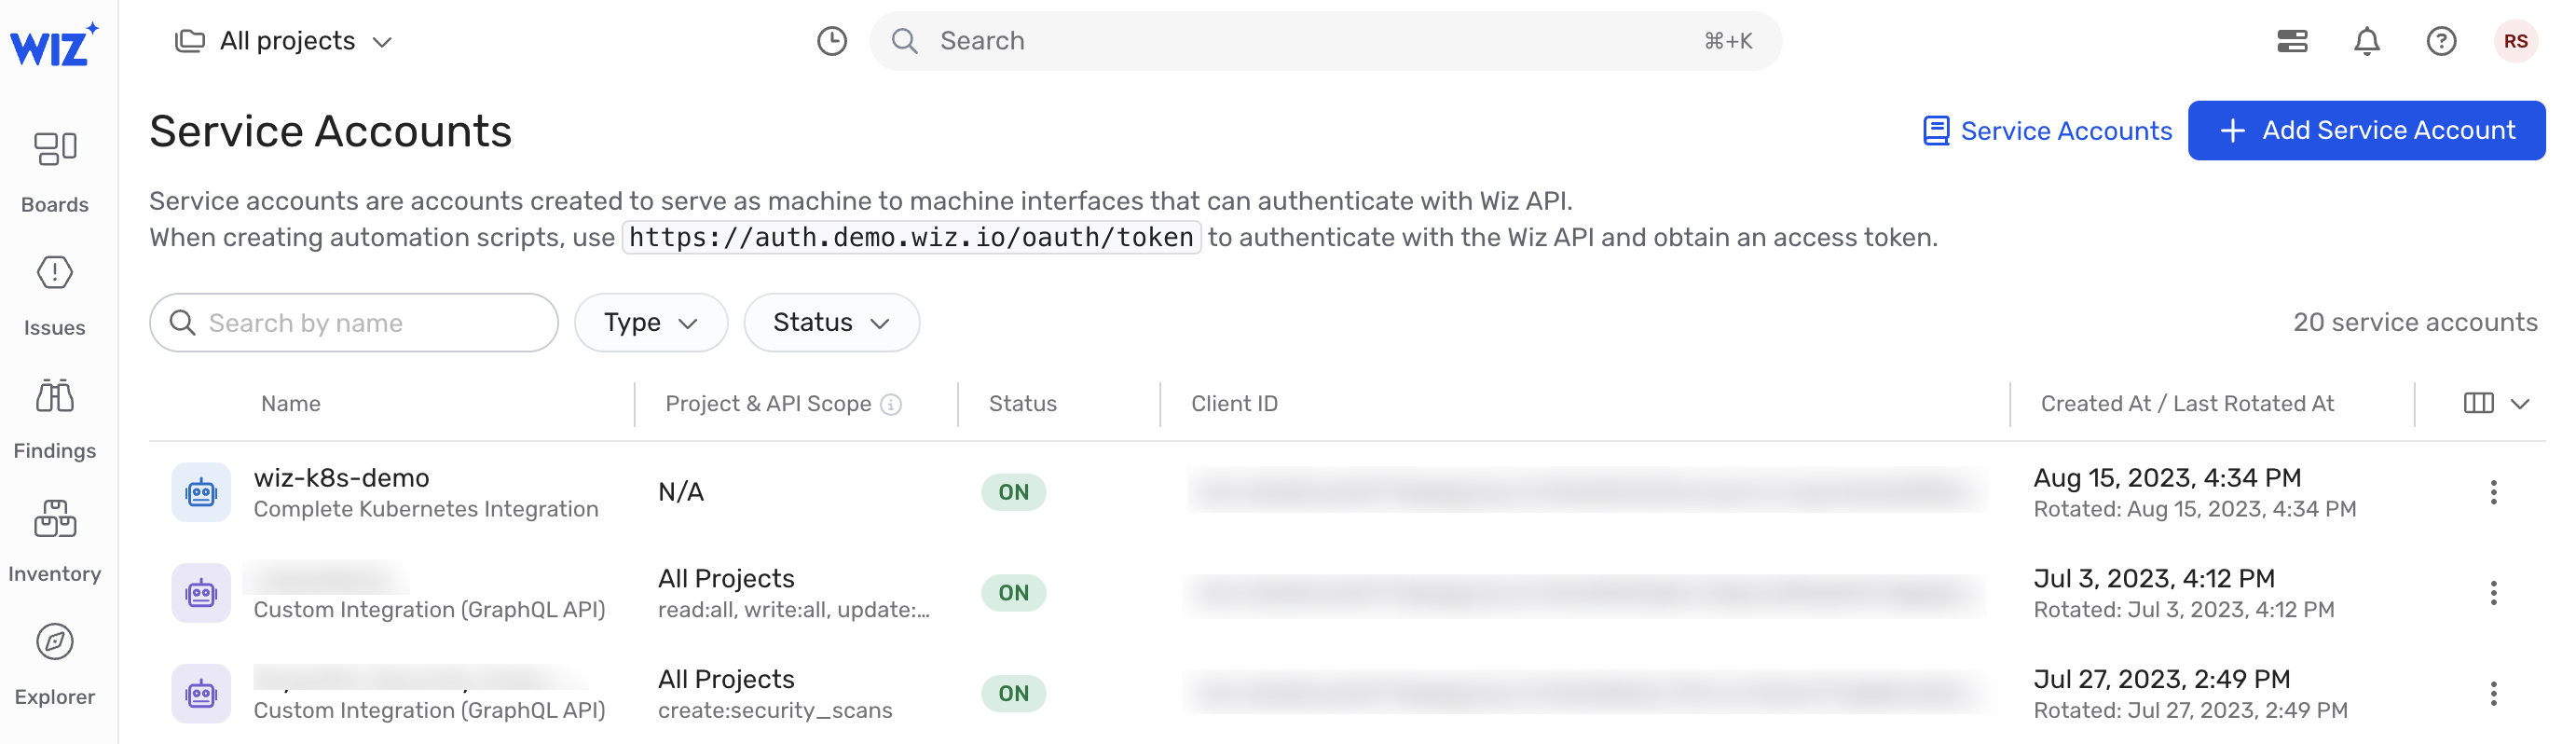 WIZ
All projects
Search
⌘+K
RS
Service Accounts
Service Accounts
+ Add Service Account
Service accounts are accounts created to serve as machine to machine interfaces that can authenticate with Wiz API.
When creating automation scripts, use https://auth.demo.wiz.io/oauth/token to authenticate with the Wiz API and obtain an access token.
Search by name
Type
Status
20 service accounts
Name
Project & API Scope
Status
Client ID
Created At / Last Rotated At
wiz-k8s-demo
Complete Kubernetes Integration
N/A
ON
Aug 15, 2023, 4:34 PM
Rotated: Aug 15, 2023, 4:34 PM
Custom Integration (GraphQL API)
All Projects
read:all, write:all, update:...
ON
Jul 3, 2023, 4:12 PM
Rotated: Jul 3, 2023, 4:12 PM
Custom Integration (GraphQL API)
All Projects
create:security_scans
ON
Jul 27, 2023, 2:49 PM
Rotated: Jul 27, 2023, 2:49 PM
Boards
Issues
Findings
Inventory
Explorer